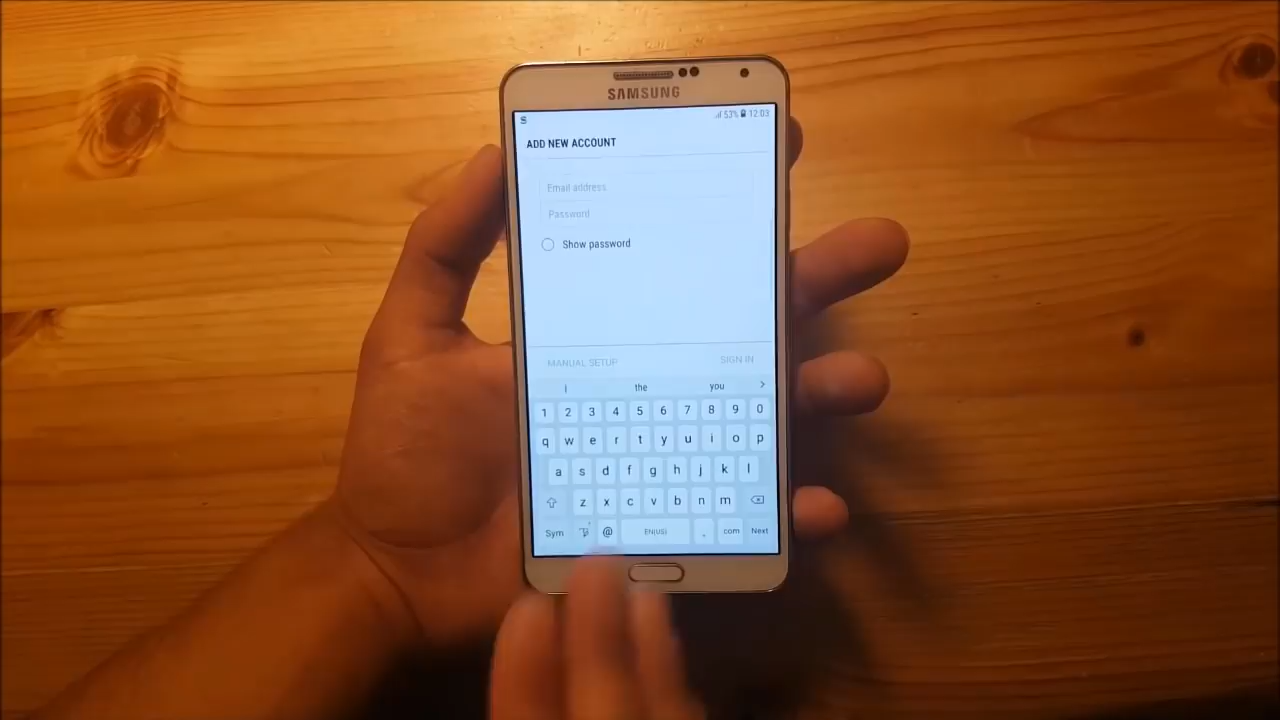 SAMSUNG
S 53% 12:03
ADD NEW ACCOUNT
Email address
Password
Show password
MANUAL SETUP SIGN IN
i the you >
1 2 3 4 5 6 7 8 9 0
q w e r t y u i o p
a s d f g h j k l
z x c v b n m
Sym @ EN(US) . com Next